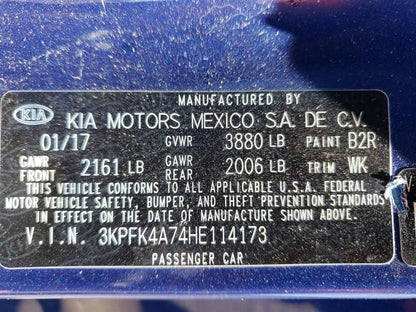 MANUFACTURED BY
KIA KIA MOTORS MEXICO S.A. DE C.V.
01/17 GVWR 3880 LB PAINT B2R
GAWR FRONT 2161 LB GAWR REAR 2006 LB TRIM WK
THIS VEHICLE CONFORMS TO ALL APPLICABLE U.S.A. FEDERAL
MOTOR VEHICLE SAFETY, BUMPER, AND THEFT PREVENTION STANDARDS
IN EFFECT ON THE DATE OF MANUFACTURE SHOWN ABOVE.
V.I.N. 3KPFK4A74HE114173
PASSENGER CAR